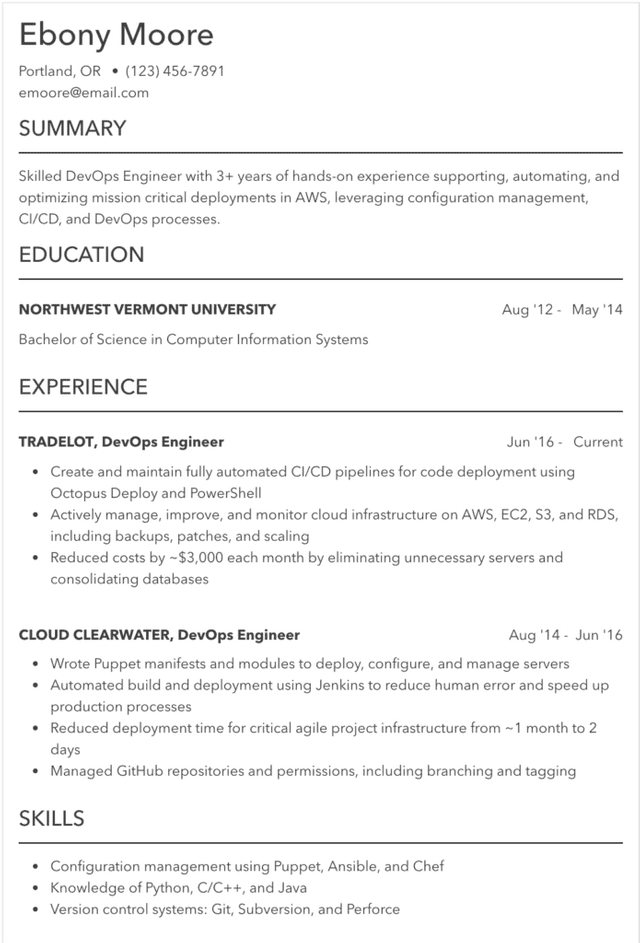 Ebony Moore
Portland, OR • (123) 456-7891
emoore@email.com
SUMMARY
Skilled DevOps Engineer with 3+ years of hands-on experience supporting, automating, and
optimizing mission critical deployments in AWS, leveraging configuration management,
CI/CD, and DevOps processes.
EDUCATION
NORTHWEST VERMONT UNIVERSITY Aug '12 - May '14
Bachelor of Science in Computer Information Systems
EXPERIENCE
TRADELOT, DevOps Engineer Jun '16 - Current
• Create and maintain fully automated CI/CD pipelines for code deployment using
Octopus Deploy and PowerShell
• Actively manage, improve, and monitor cloud infrastructure on AWS, EC2, S3, and RDS,
including backups, patches, and scaling
• Reduced costs by ~$3,000 each month by eliminating unnecessary servers and
consolidating databases
CLOUD CLEARWATER, DevOps Engineer Aug '14 - Jun '16
• Wrote Puppet manifests and modules to deploy, configure, and manage servers
• Automated build and deployment using Jenkins to reduce human error and speed up
production processes
• Reduced deployment time for critical agile project infrastructure from ~1 month to 2
days
• Managed GitHub repositories and permissions, including branching and tagging
SKILLS
• Configuration management using Puppet, Ansible, and Chef
• Knowledge of Python, C/C++, and Java
• Version control systems: Git, Subversion, and Perforce